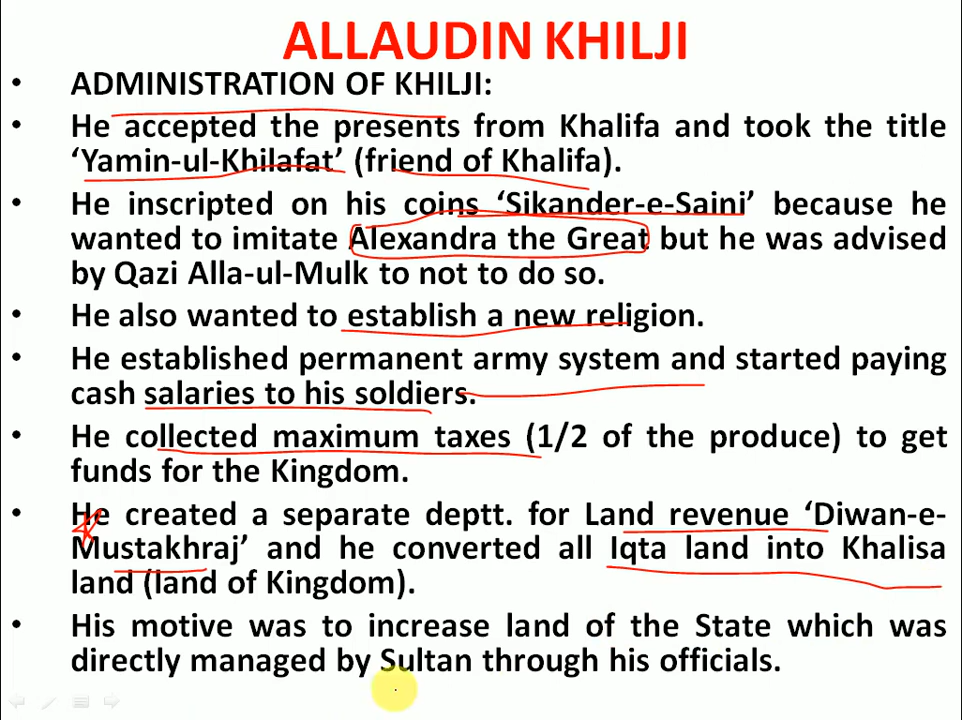 ALLAUDIN KHILJI
• ADMINISTRATION OF KHILJI:
• He accepted the presents from Khalifa and took the title
‘Yamin-ul-Khilafat’ (friend of Khalifa).
• He inscripted on his coins ‘Sikander-e-Saini’ because he
wanted to imitate Alexandra the Great but he was advised
by Qazi Alla-ul-Mulk to not to do so.
• He also wanted to establish a new religion.
• He established permanent army system and started paying
cash salaries to his soldiers.
• He collected maximum taxes (1/2 of the produce) to get
funds for the Kingdom.
• He created a separate deptt. for Land revenue ‘Diwan-e-
Mustakhraj’ and he converted all Iqta land into Khalisa
land (land of Kingdom).
• His motive was to increase land of the State which was
directly managed by Sultan through his officials.